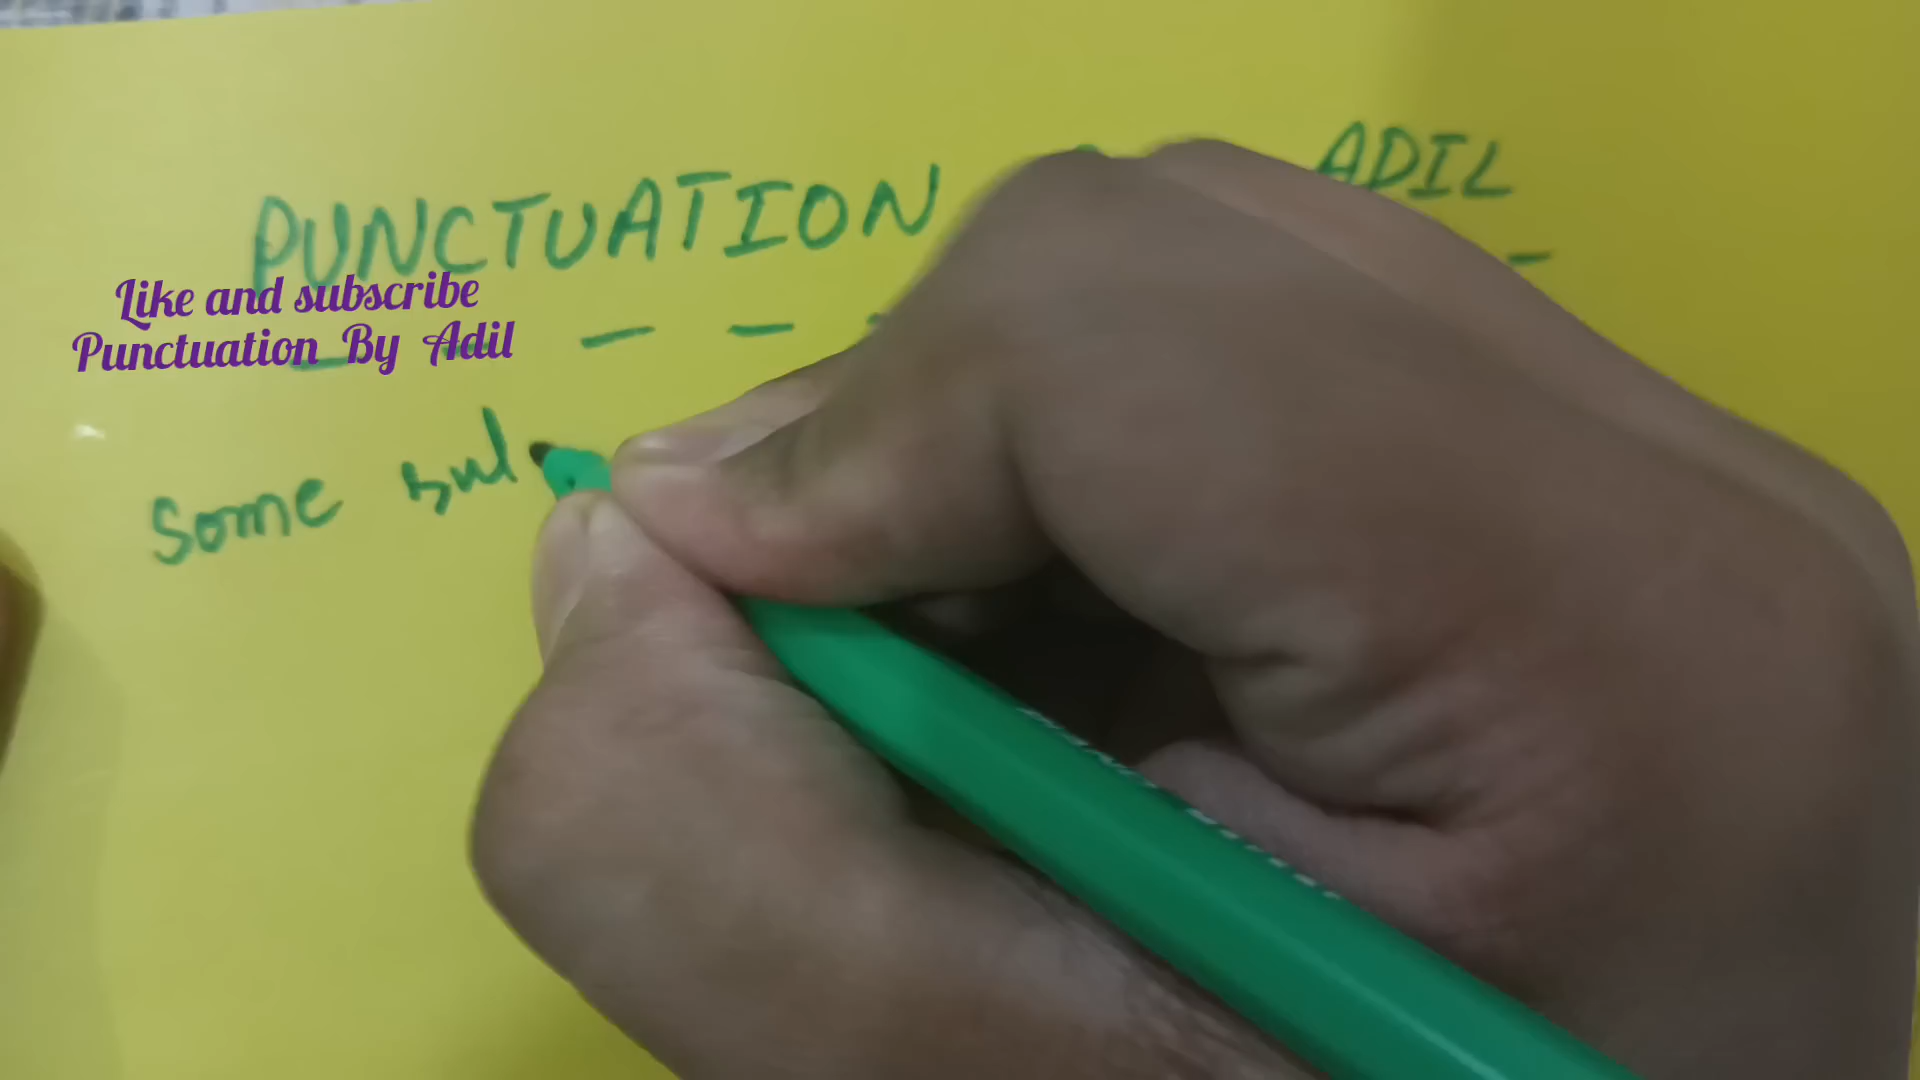 PUNCTUATION ADIL
Like and subscribe
Punctuation By Adil
Some